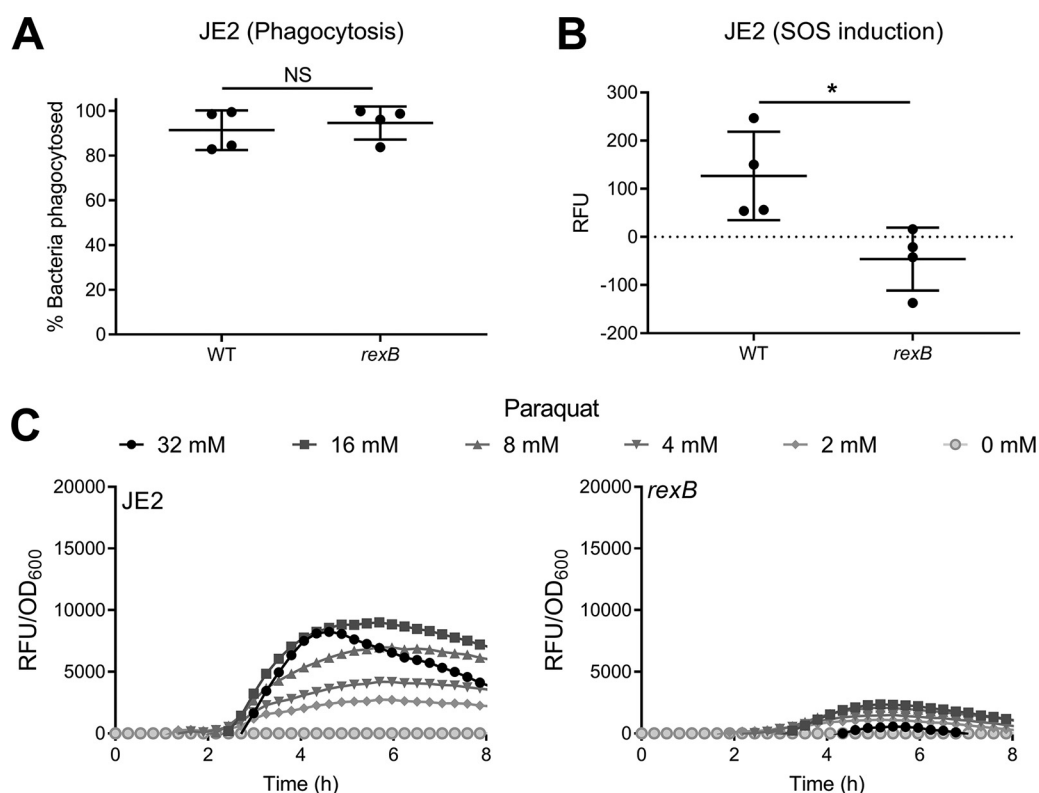 A
JE2 (Phagocytosis)
NS
% Bacteria phagocytosed
100
80
60
40
20
0
WT
rexB
B
JE2 (SOS induction)
*
RFU
300
200
100
0
-100
-200
WT
rexB
C
Paraquat
32 mM 16 mM 8 mM 4 mM 2 mM 0 mM
JE2
RFU/OD600
20000
15000
10000
5000
0
0 2 4 6 8
Time (h)
rexB
RFU/OD600
20000
15000
10000
5000
0
0 2 4 6 8
Time (h)